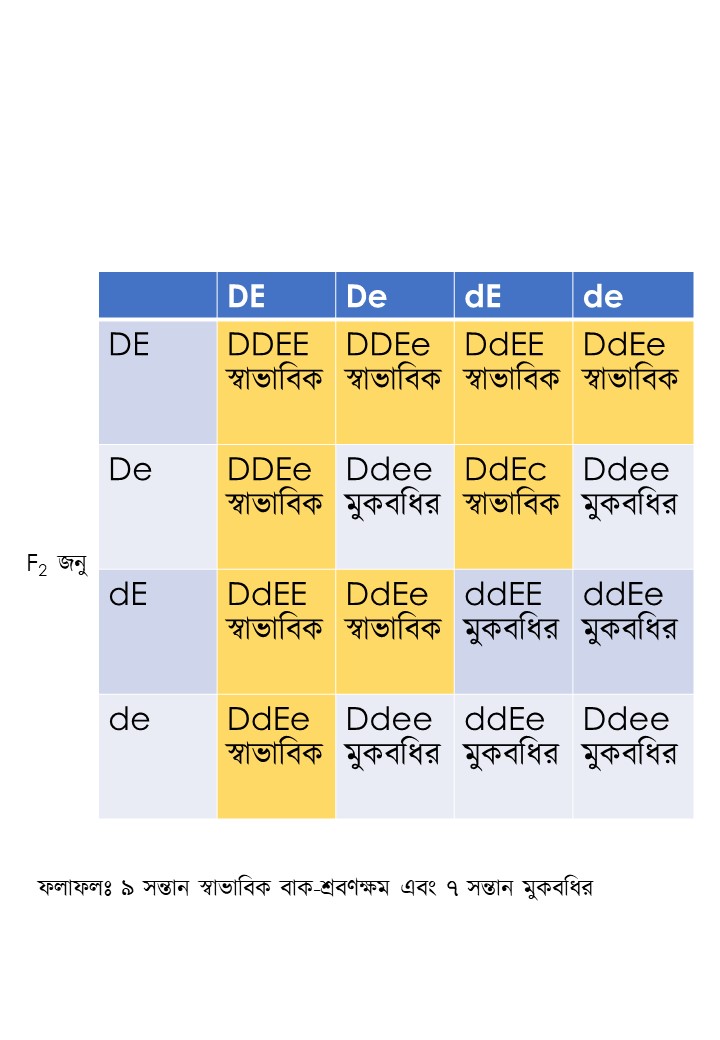 DE De dE de
DE DDEE DDEe DdEE DdEe
স্বাভাবিক স্বাভাবিক স্বাভাবিক স্বাভাবিক
De DDEe Ddee DdEc Ddee
স্বাভাবিক মুকবধির স্বাভাবিক মুকবধির
F₂ জনু
dE DdEE DdEe ddEE ddEe
স্বাভাবিক স্বাভাবিক মুকবধির মুকবধির
de DdEe Ddee ddEe Ddee
স্বাভাবিক মুকবধির মুকবধির মুকবধির
ফলাফলঃ ৯ সন্তান স্বাভাবিক বাক-শ্রবণক্ষম এবং ৭ সন্তান মুকবধির